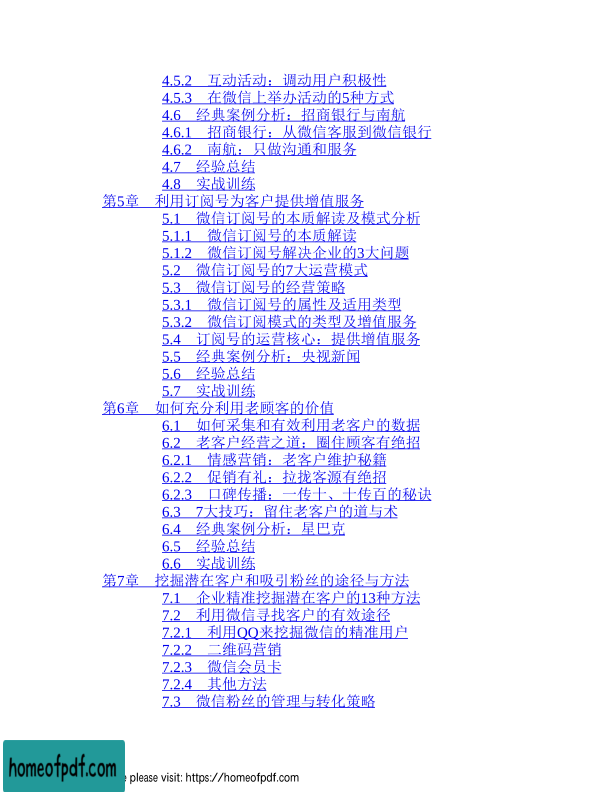 4.5.2 互动活动：调动用户积极性
4.5.3 在微信上举办活动的5种方式
4.6 经典案例分析：招商银行与南航
4.6.1 招商银行：从微信客服到微信银行
4.6.2 南航：只做沟通和服务
4.7 经验总结
4.8 实战训练
第5章 利用订阅号为客户提供增值服务
5.1 微信订阅号的本质解读及模式分析
5.1.1 微信订阅号的本质解读
5.1.2 微信订阅号解决企业的3大问题
5.2 微信订阅号的7大运营模式
5.3 微信订阅号的经营策略
5.3.1 微信订阅号的属性及适用类型
5.3.2 微信订阅模式的类型及增值服务
5.4 订阅号的运营核心：提供增值服务
5.5 经典案例分析：央视新闻
5.6 经验总结
5.7 实战训练
第6章 如何充分利用老顾客的价值
6.1 如何采集和有效利用老客户的数据
6.2 老客户经营之道：圈住顾客有绝招
6.2.1 情感营销：老客户维护秘籍
6.2.2 促销有礼：拉拢客源有绝招
6.2.3 口碑传播：一传十、十传百的秘诀
6.3 7大技巧：留住老客户的道与术
6.4 经典案例分析：星巴克
6.5 经验总结
6.6 实战训练
第7章 挖掘潜在客户和吸引粉丝的途径与方法
7.1 企业精准挖掘潜在客户的13种方法
7.2 利用微信寻找客户的有效途径
7.2.1 利用QQ来挖掘微信的精准用户
7.2.2 二维码营销
7.2.3 微信会员卡
7.2.4 其他方法
7.3 微信粉丝的管理与转化策略
homeofpdf.com
please visit: https://homeofpdf.com